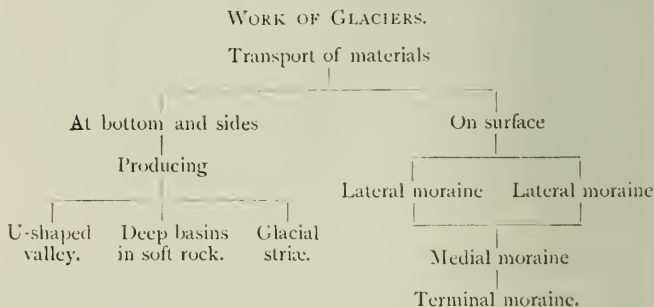 WORK OF GLACIERS.
Transport of materials
At bottom and sides On surface
Producing
Lateral moraine Lateral moraine
U-shaped Deep basins Glacial
valley. in soft rock. striæ.
Medial moraine
Terminal moraine.